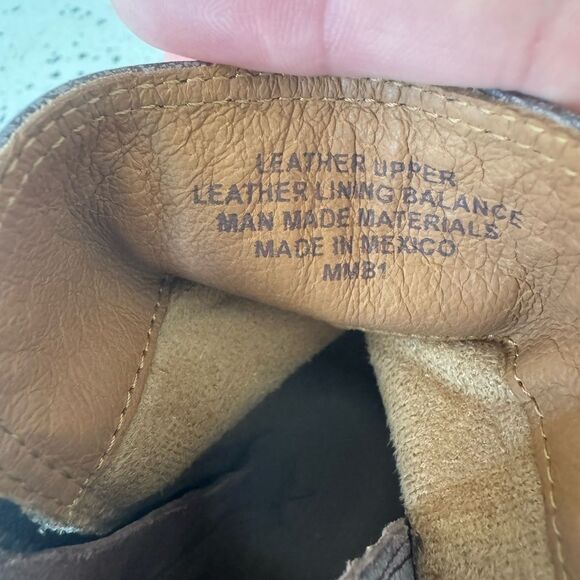 LEATHER UPPER
LEATHER LINING BALANCE
MAN MADE MATERIALS
MADE IN MEXICO
MMB1